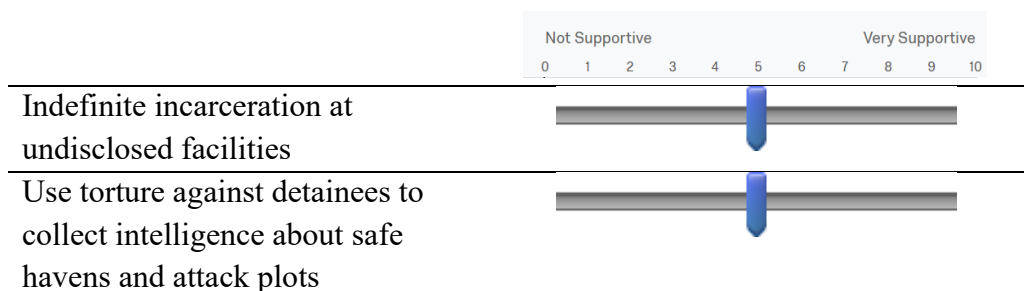 Not Supportive Very Supportive
0 1 2 3 4 5 6 7 8 9 10
Indefinite incarceration at
undisclosed facilities
Use torture against detainees to
collect intelligence about safe
havens and attack plots